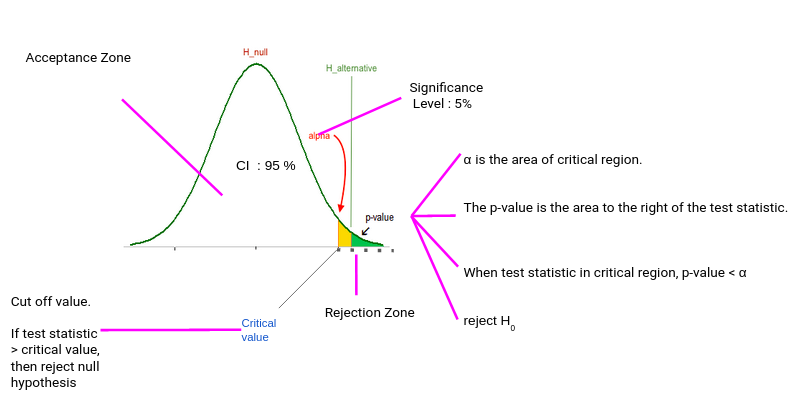 H_null
Acceptance Zone
H_alternative
Significance
Level : 5%
alpha
CI : 95 %
α is the area of critical region.
The p-value is the area to the right of the test statistic.
p-value
When test statistic in critical region, p-value < α
Cut off value.
Rejection Zone
reject H0
Critical
value
If test statistic
> critical value,
then reject null
hypothesis